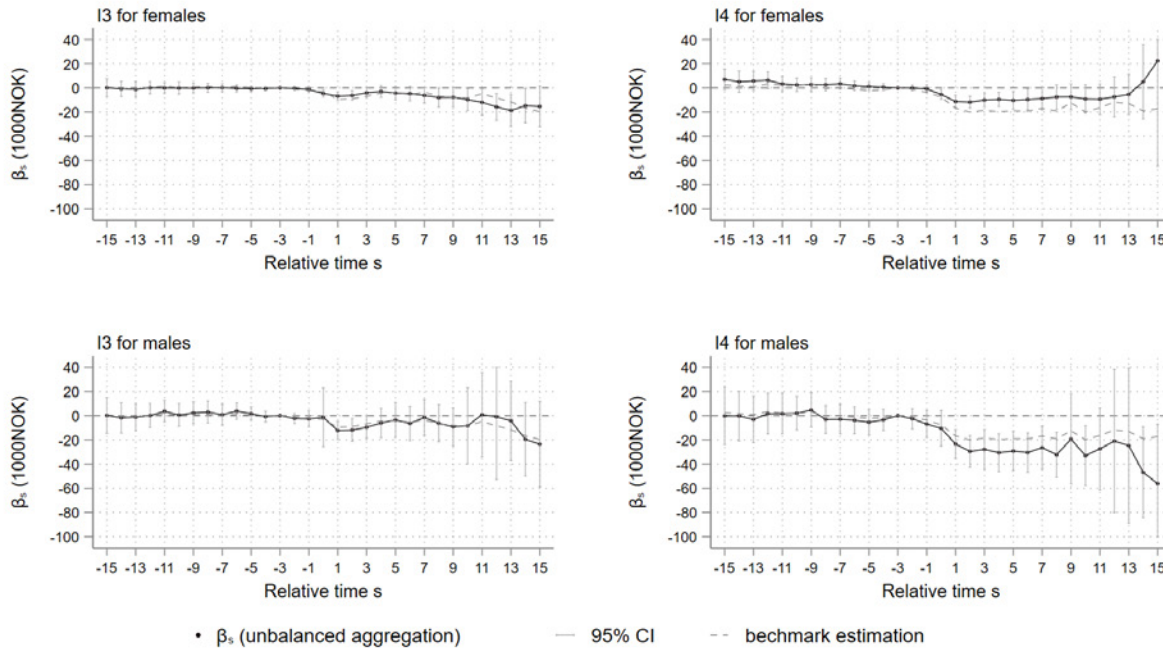 I3 for females
40
20
0
-20
-40
-60
-80
-100
βs (1000NOK)
-15 -13 -11 -9 -7 -5 -3 -1 1 3 5 7 9 11 13 15
Relative time s
I4 for females
40
20
0
-20
-40
-60
-80
-100
βs (1000NOK)
-15 -13 -11 -9 -7 -5 -3 -1 1 3 5 7 9 11 13 15
Relative time s
I3 for males
40
20
0
-20
-40
-60
-80
-100
βs (1000NOK)
-15 -13 -11 -9 -7 -5 -3 -1 1 3 5 7 9 11 13 15
Relative time s
I4 for males
40
20
0
-20
-40
-60
-80
-100
βs (1000NOK)
-15 -13 -11 -9 -7 -5 -3 -1 1 3 5 7 9 11 13 15
Relative time s
βs (unbalanced aggregation) 95% CI bechmark estimation